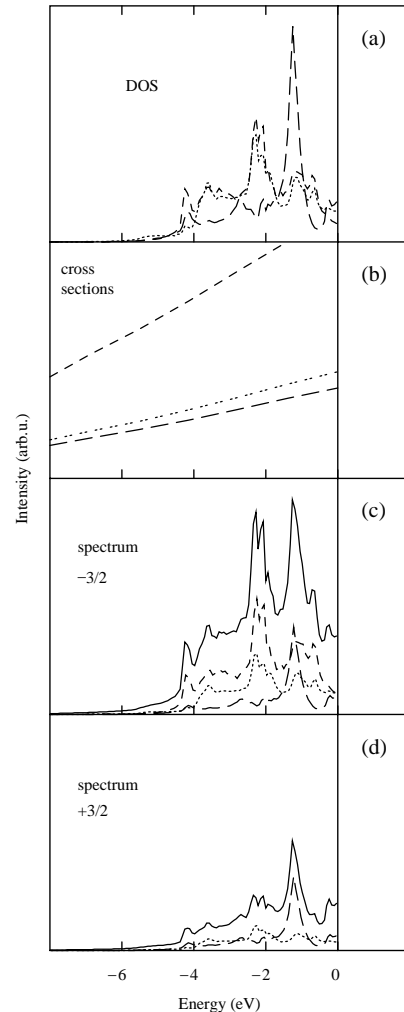 (a)
DOS
cross
sections
(b)
Intensity (arb.u.)
(c)
spectrum
−3/2
(d)
spectrum
+3/2
−6 −4 −2 0
Energy (eV)